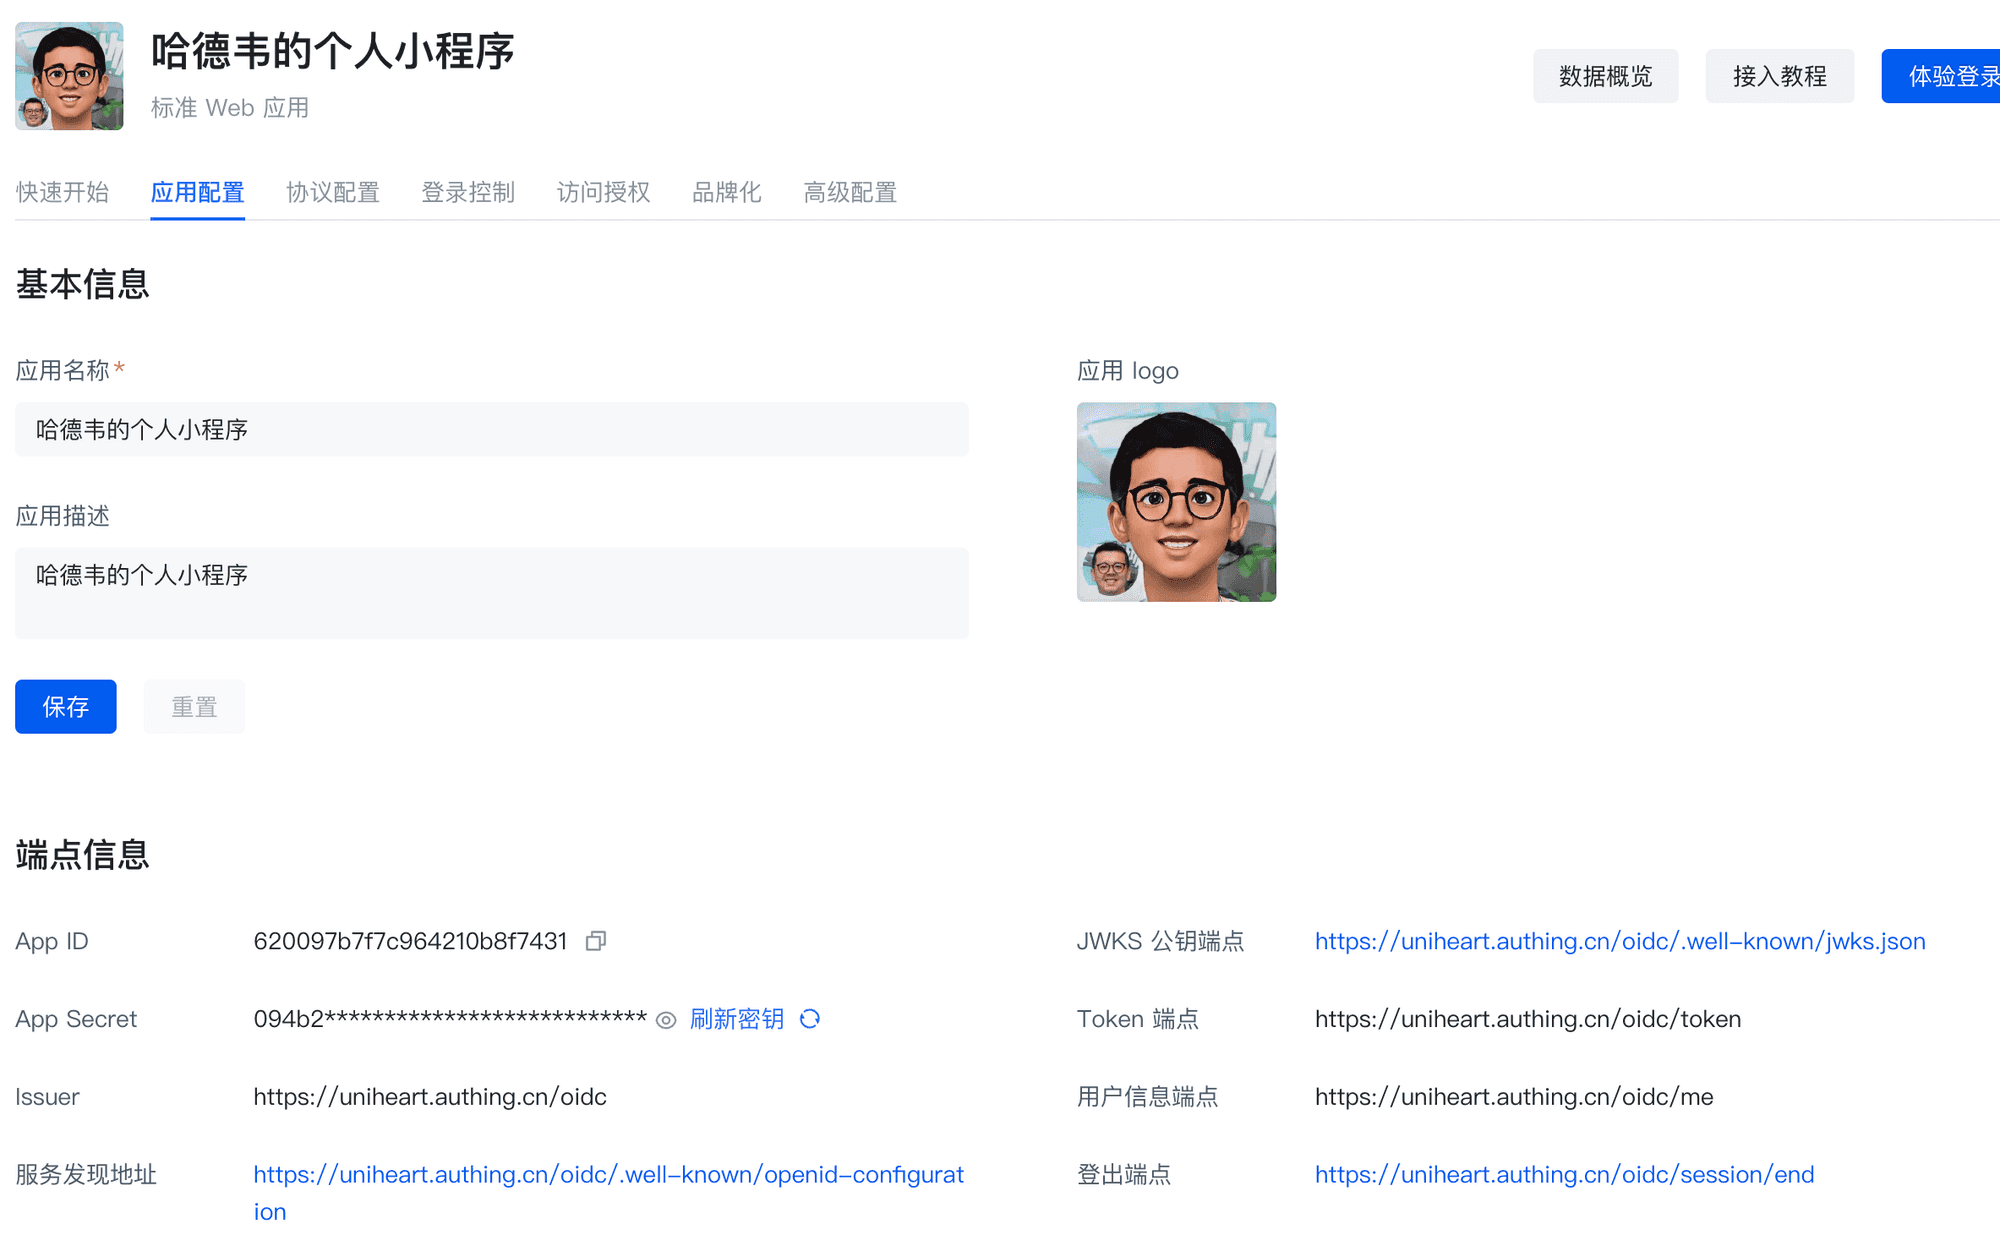 哈德韦的个人小程序
标准 Web 应用
数据概览
接入教程
体验登录
快速开始 应用配置 协议配置 登录控制 访问授权 品牌化 高级配置
基本信息
应用名称*
哈德韦的个人小程序
应用描述
哈德韦的个人小程序
应用 logo
保存
重置
端点信息
App ID 620097b7f7c964210b8f7431
App Secret 094b2*************************** 刷新密钥
Issuer https://uniheart.authing.cn/oidc
服务发现地址 https://uniheart.authing.cn/oidc/.well-known/openid-configurat
ion
JWKS 公钥端点 https://uniheart.authing.cn/oidc/.well-known/jwks.json
Token 端点 https://uniheart.authing.cn/oidc/token
用户信息端点 https://uniheart.authing.cn/oidc/me
登出端点 https://uniheart.authing.cn/oidc/session/end